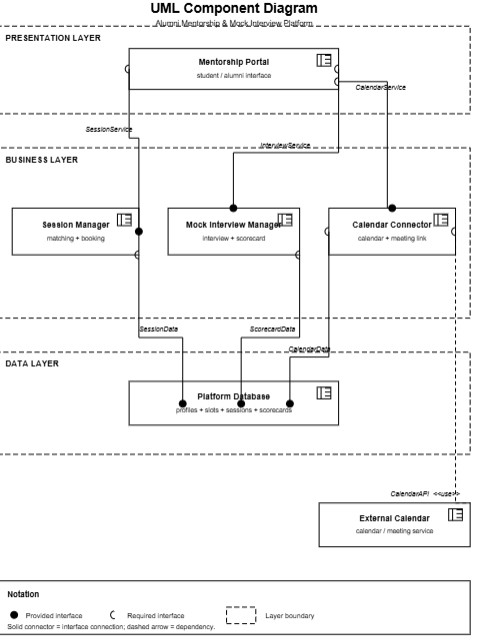 UML Component Diagram
Alumni Mentorship & Mock Interview Platform
PRESENTATION LAYER
Mentorship Portal
student / alumni interface
CalendarService
SessionService
InterviewService
BUSINESS LAYER
Session Manager
matching + booking
Mock Interview Manager
interview + scorecard
Calendar Connector
calendar + meeting link
SessionData
ScorecardData
CalendarData
DATA LAYER
Platform Database
profiles + slots + sessions + scorecards
CalendarAPI <<use>>
External Calendar
calendar / meeting service
Notation
Provided interface
Required interface
Layer boundary
Solid connector = interface connection; dashed arrow = dependency.